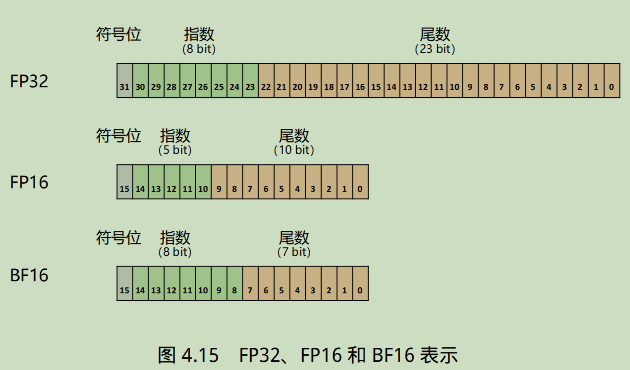 符号位 指数 尾数
(8 bit) (23 bit)
FP32
31 30 29 28 27 26 25 24 23 22 21 20 19 18 17 16 15 14 13 12 11 10 9 8 7 6 5 4 3 2 1 0
符号位 指数 尾数
(5 bit) (10 bit)
FP16
15 14 13 12 11 10 9 8 7 6 5 4 3 2 1 0
符号位 指数 尾数
(8 bit) (7 bit)
BF16
15 14 13 12 11 10 9 8 7 6 5 4 3 2 1 0
图 4.15 FP32、FP16 和 BF16 表示